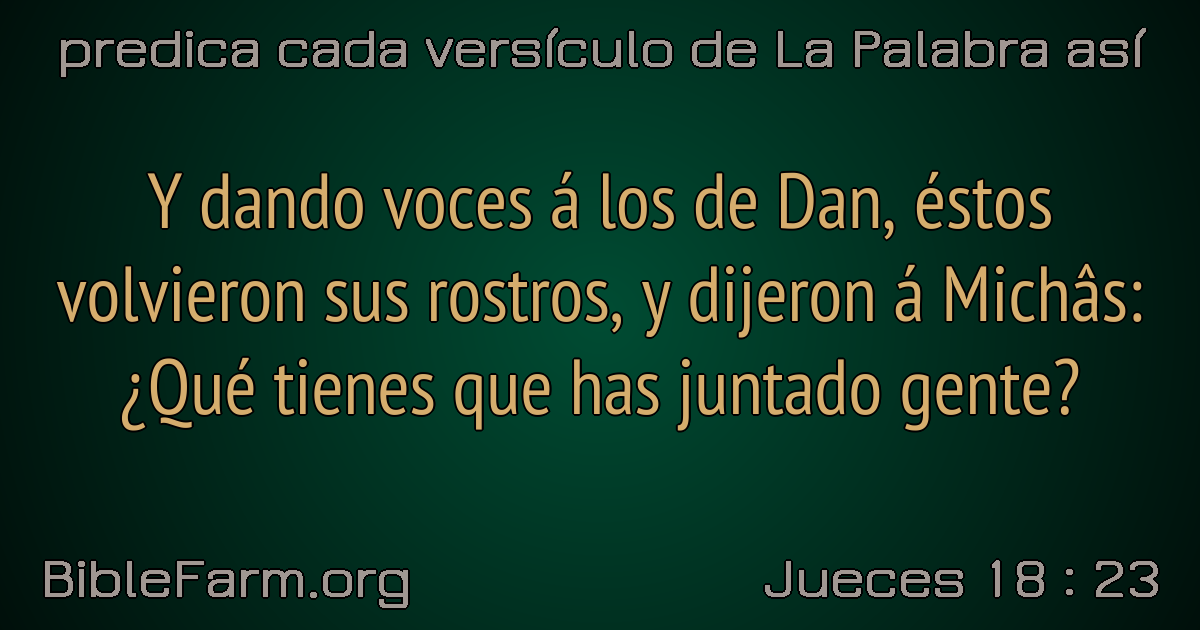 predica cada versículo de La Palabra así
Y dando voces á los de Dan, éstos
volvieron sus rostros, y dijeron á Michâs:
¿Qué tienes que has juntado gente?
BibleFarm.org
Jueces 18 : 23